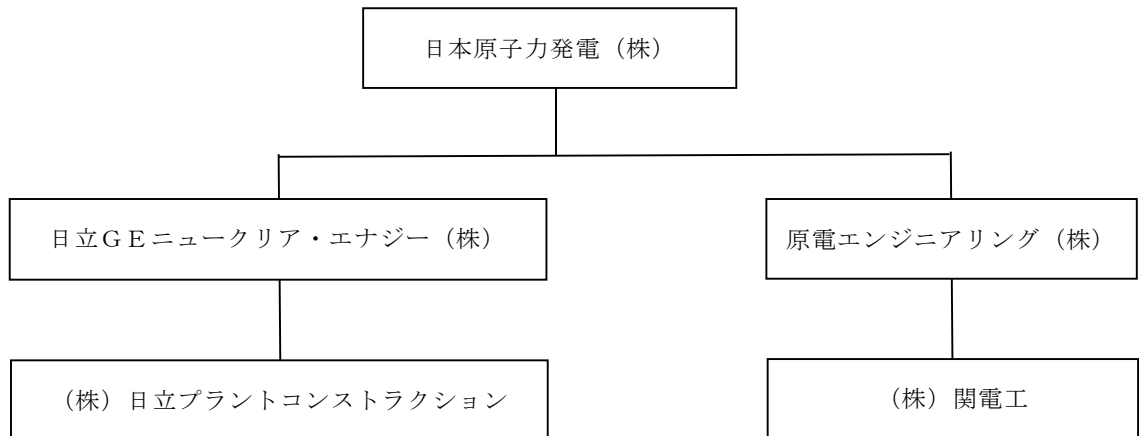 日本原子力発電（株）
日立ＧＥニュークリア・エナジー（株）
原電エンジニアリング（株）
（株）日立プラントコンストラクション
（株）関電工